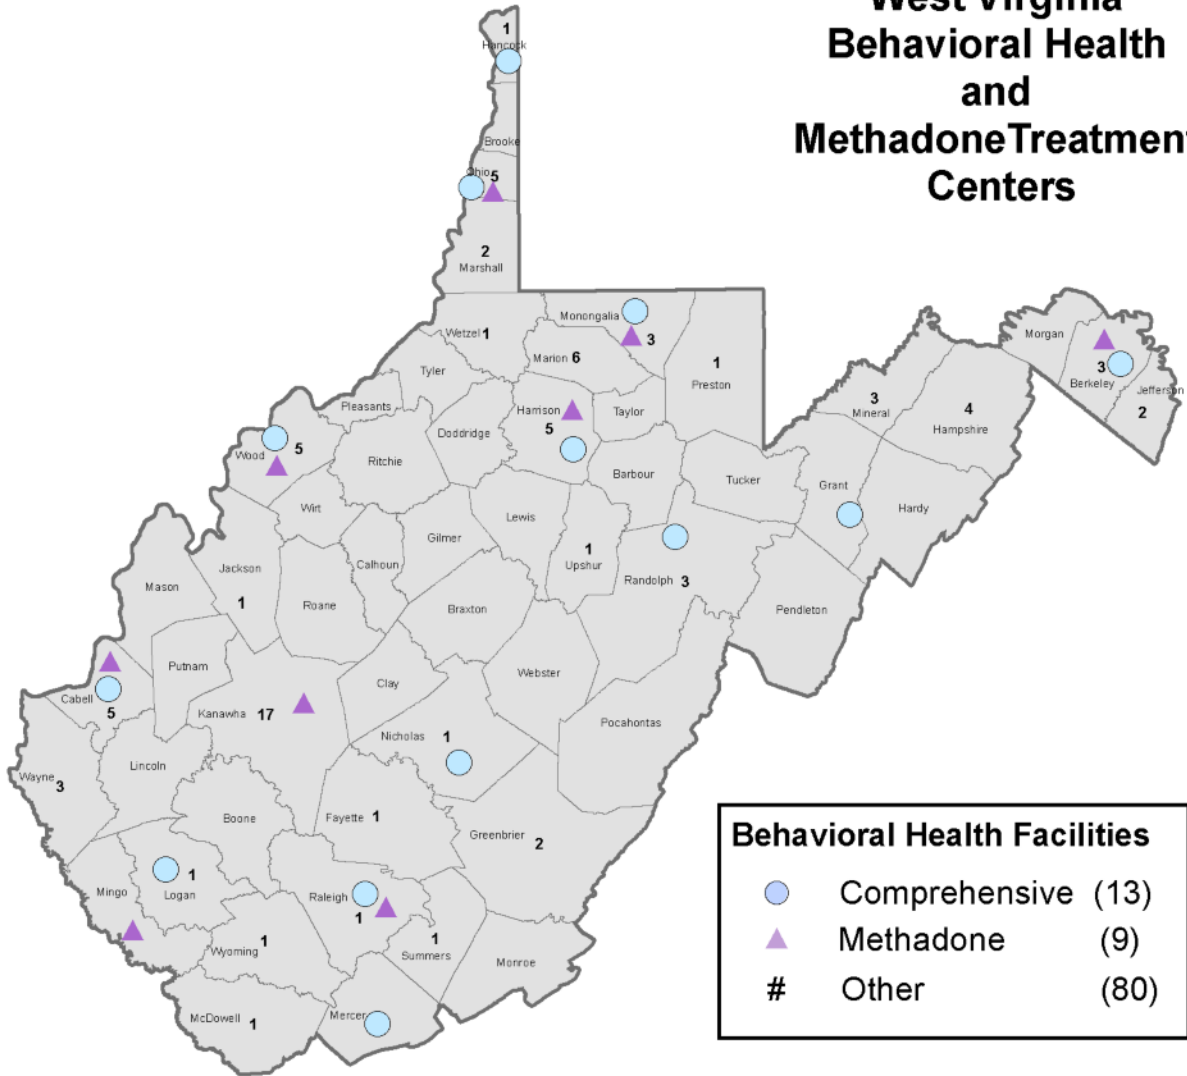 West Virginia
Behavioral Health
and
MethadoneTreatment
Centers
1
Hancock
Brooke
Ohio
5
2
Marshall
Wetzel 1
Monongalia
3
Marion 6
1
Preston
Tyler
Pleasants
Doddridge
Harrison
5
Taylor
Wood
5
Ritchie
Barbour
Tucker
3
Mineral
4
Hampshire
Morgan
3
Berkeley
Jefferson
2
Grant
Hardy
Wirt
Lewis
Gilmer
Calhoun
1
Upshur
Randolph 3
Pendleton
Jackson
1
Roane
Mason
Braxton
Putnam
Webster
Clay
Cabell
5
Kanawha 17
Nicholas 1
Pocahontas
Wayne
3
Lincoln
Boone
Fayette 1
Greenbrier 2
Mingo
1
Logan
Raleigh
1
Wyoming
1
1
Summers
Monroe
McDowell 1
Mercer
Behavioral Health Facilities
Comprehensive (13)
Methadone (9)
# Other (80)